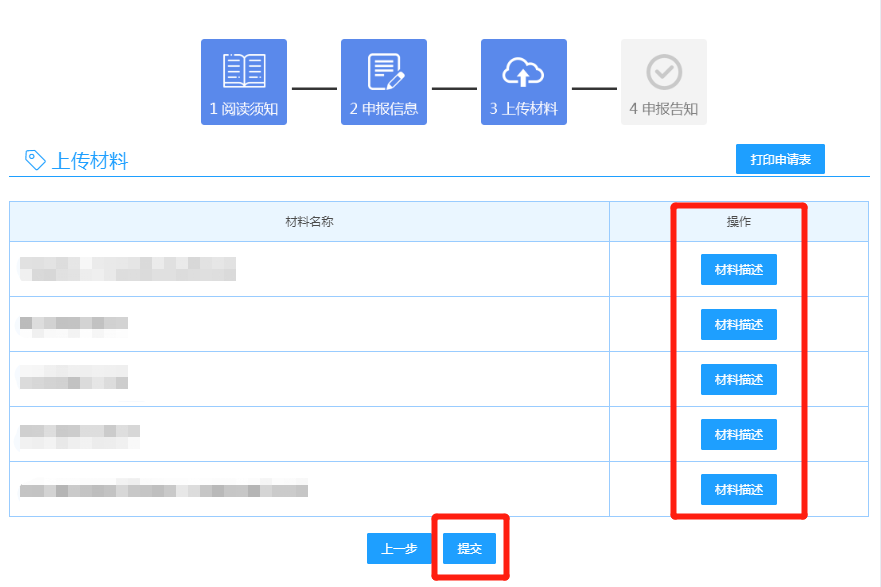 1 阅读须知
2 申报信息
3 上传材料
4 申报告知
上传材料
打印申请表
材料名称
操作
材料描述
材料描述
材料描述
材料描述
材料描述
上一步
提交